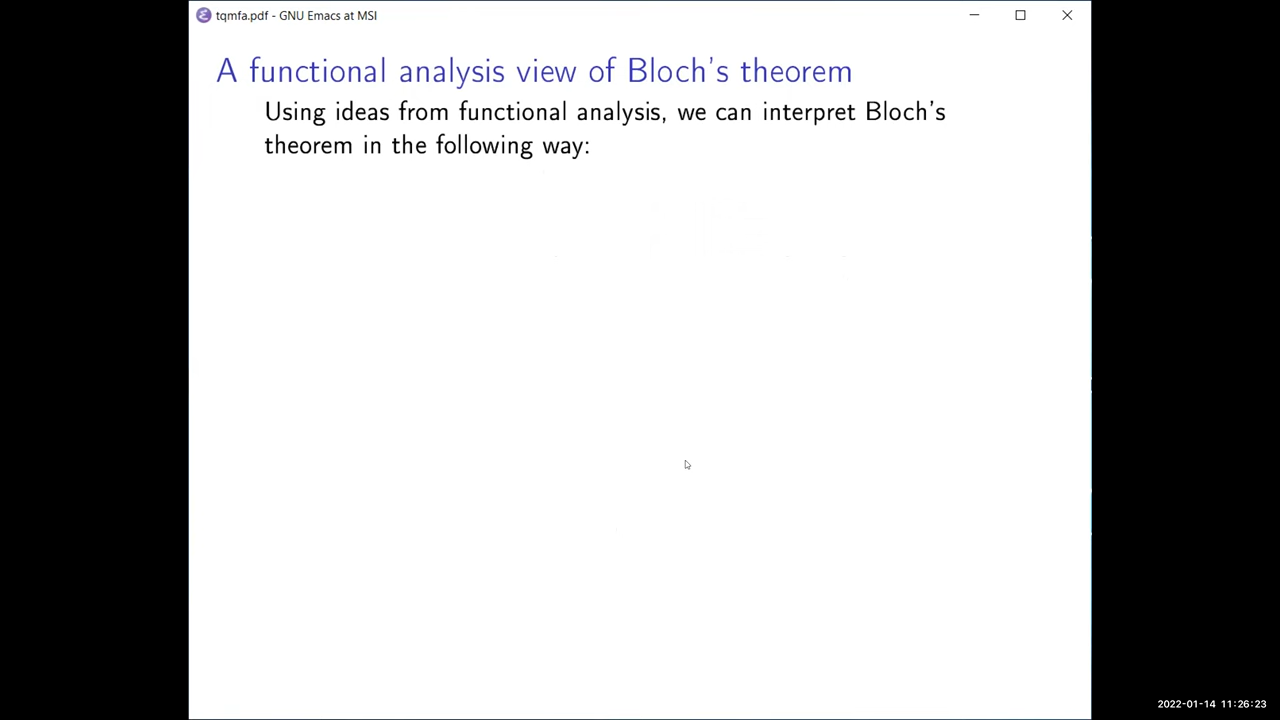 tqmfa.pdf - GNU Emacs at MSI
A functional analysis view of Bloch's theorem
Using ideas from functional analysis, we can interpret Bloch's
theorem in the following way:
2022-01-14 11:26:23